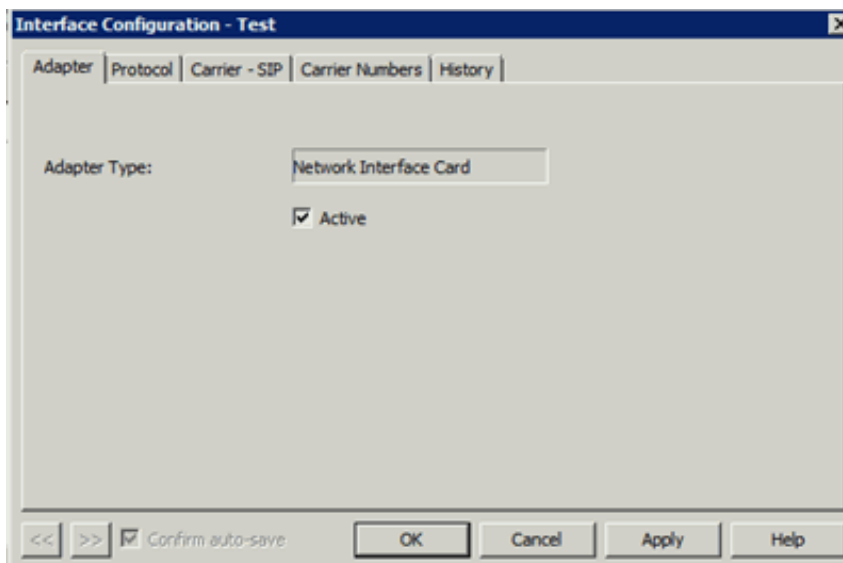 Interface Configuration - Test
Adapter Protocol Carrier - SIP Carrier Numbers History
Adapter Type: Network Interface Card
Active
<< >> Confirm auto-save OK Cancel Apply Help